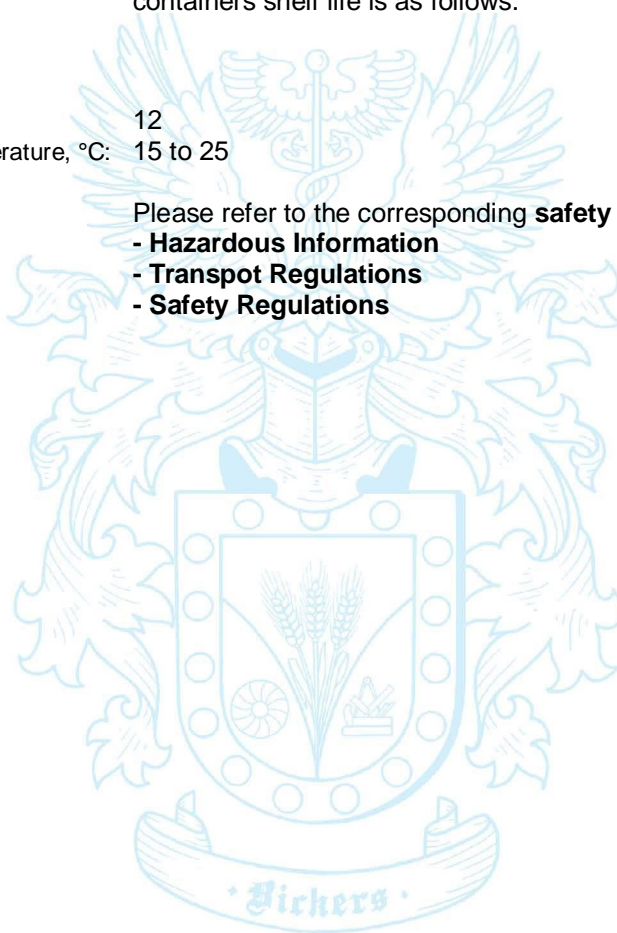 containers shelf life is as follows:
12
erature, °C: 15 to 25
Please refer to the corresponding safety
- Hazardous Information
- Transpot Regulations
- Safety Regulations
· Vickers ·